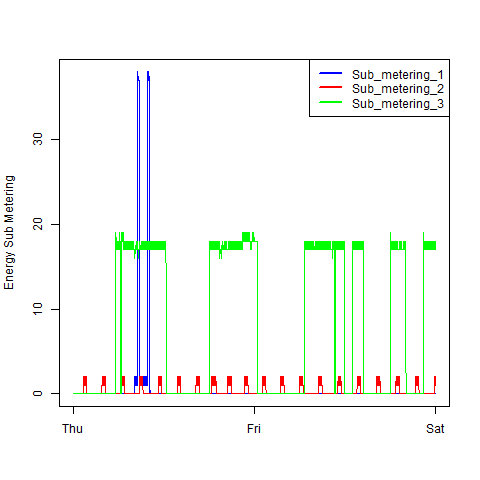 Sub_metering_1
Sub_metering_2
Sub_metering_3
Energy Sub Metering
30
20
10
0
Thu
Fri
Sat